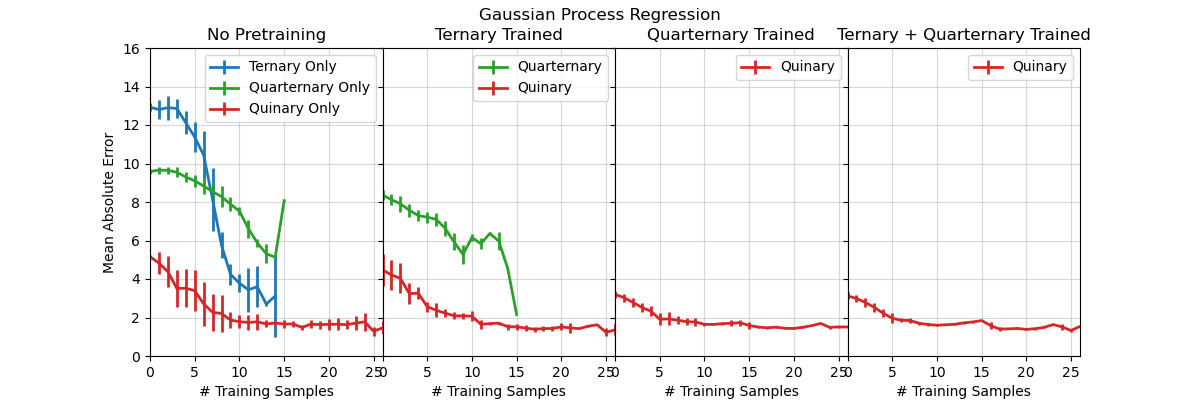 Gaussian Process Regression
No Pretraining
Ternary Trained
Quarternary Trained
Ternary + Quarternary Trained
Mean Absolute Error
16
14
12
10
8
6
4
2
0
Ternary Only
Quarternary Only
Quinary Only
Quarternary
Quinary
Quinary
Quinary
0 5 10 15 20 25
0 5 10 15 20 25
0 5 10 15 20 25
0 5 10 15 20 25
# Training Samples
# Training Samples
# Training Samples
# Training Samples